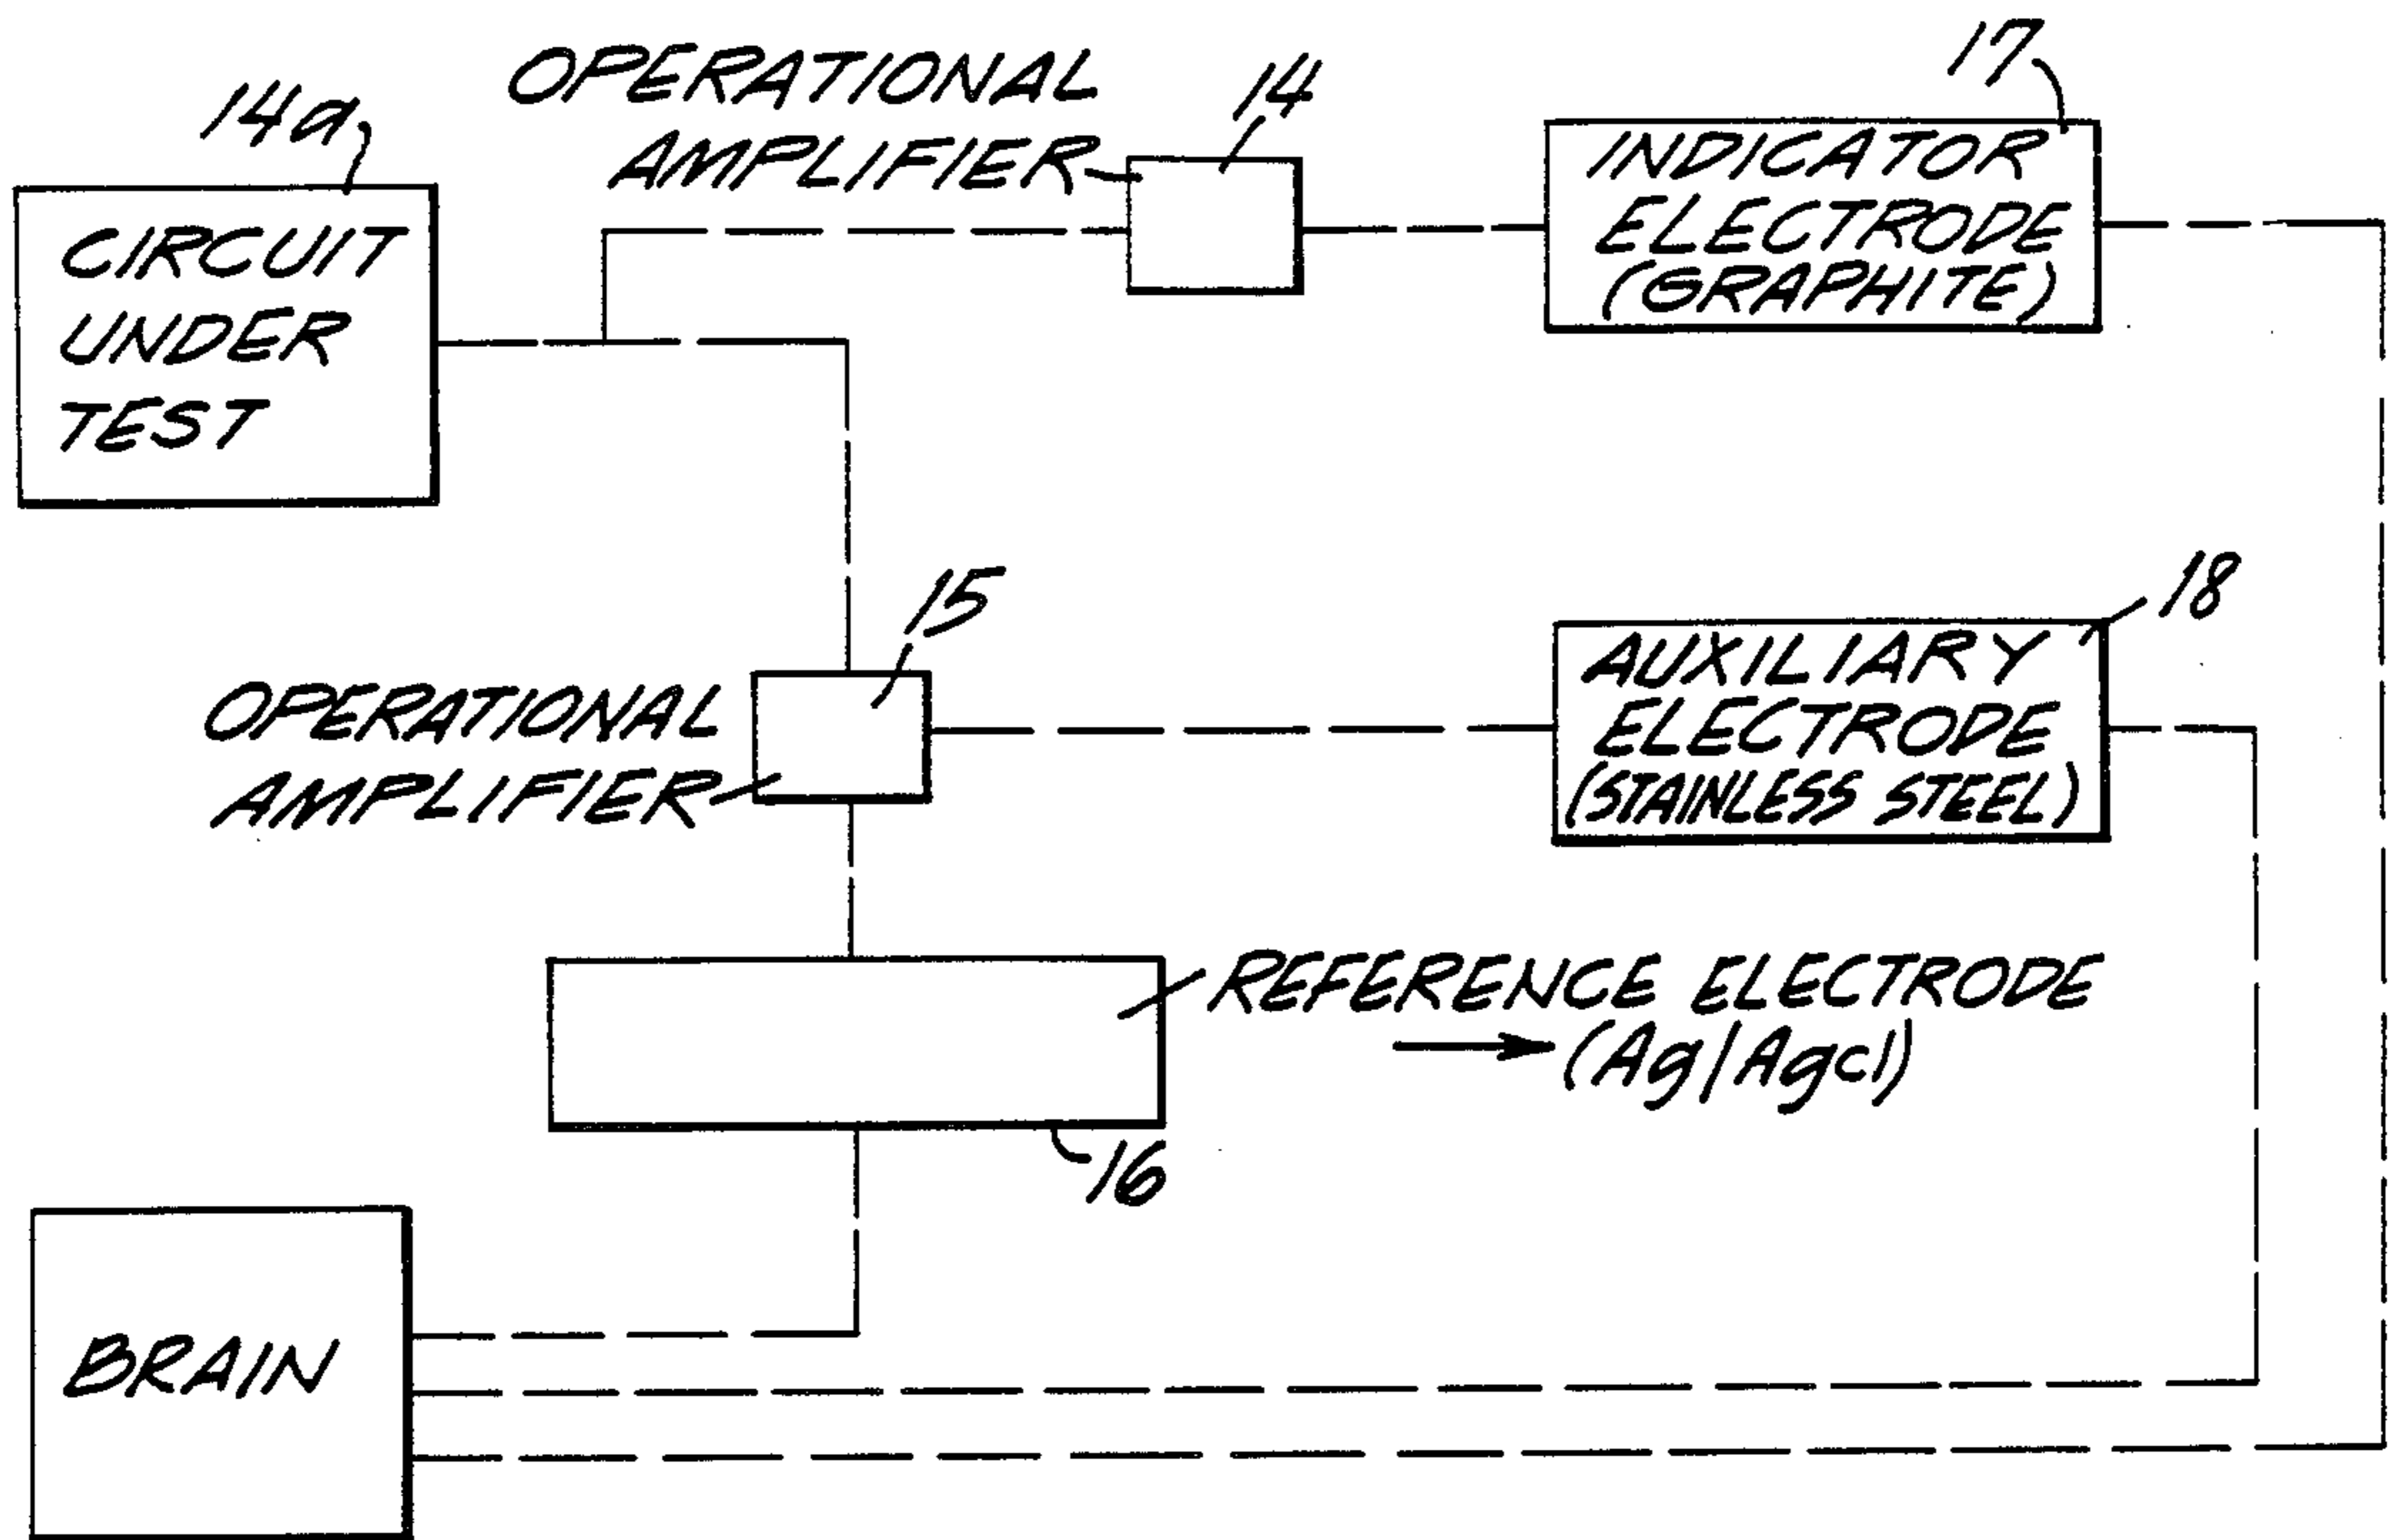 14a
CIRCUIT
UNDER
TEST
OPERATIONAL
AMPLIFIER
14
17
INDICATOR
ELECTRODE
(GRAPHITE)
15
OPERATIONAL
AMPLIFIER
18
AUXILIARY
ELECTRODE
(STAINLESS STEEL)
REFERENCE ELECTRODE
(Ag/Agcl)
16
BRAIN